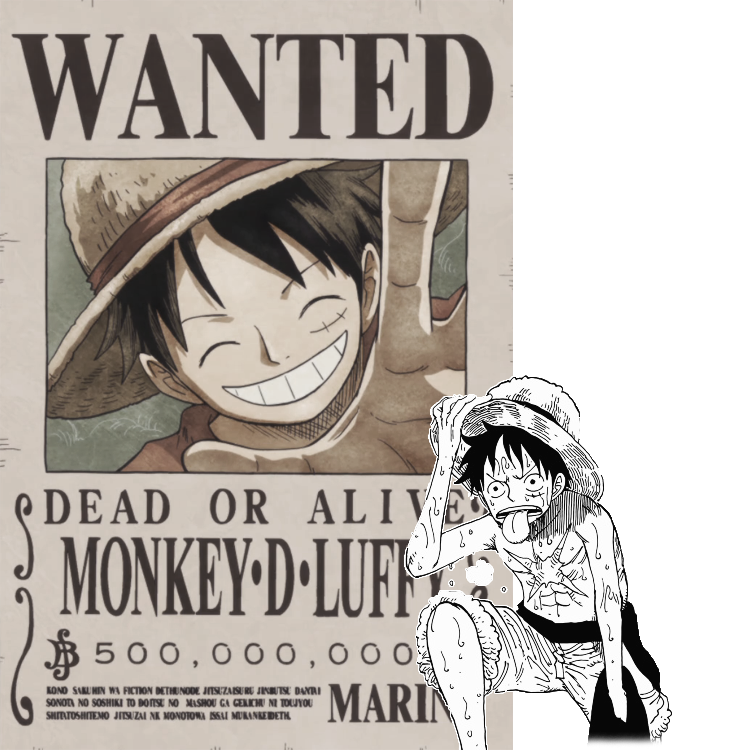 WANTED
DEAD OR ALIVE
MONKEY•D•LUFFY
B 500,000,000
KONO SAKUHIN WA FICTION DETHUNODE JITSUZAISURU JINBUTSU DANTAI
SONOTA NO SOSHIKI TO DOITSU NO MASHOU GA GEKICHU NI TOUJYOU
SHITATOSHITEMO JITSUZAI NK MONOTOWA ISSAI MUKANKEIDETH.
MARIN